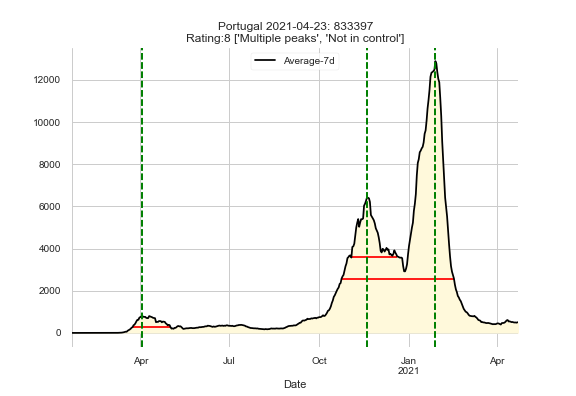 Portugal 2021-04-23: 833397
Rating:8 ['Multiple peaks', 'Not in control']
Average-7d
12000
10000
8000
6000
4000
2000
0
Apr Jul Oct Jan Apr
2021
Date